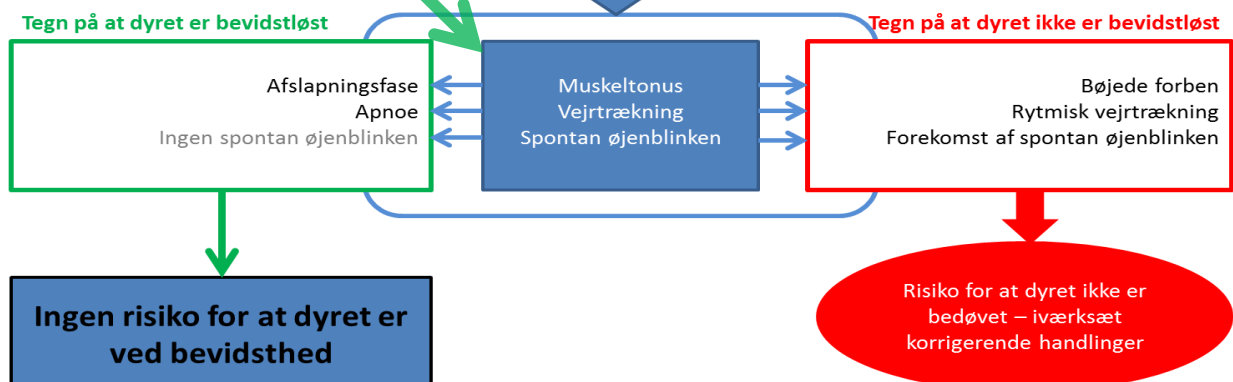 Tegn på at dyret er bevidstløst
Tegn på at dyret ikke er bevidstløst
Afslapningsfase
Apnoe
Ingen spontan øjenblinken
Muskeltonus
Vejrtrækning
Spontan øjenblinken
Bøjede forben
Rytmisk vejrtrækning
Forekomst af spontan øjenblinken
Ingen risiko for at dyret er
ved bevidsthed
Risiko for at dyret ikke er
bedøvet – iværksæt
korrigerende handlinger